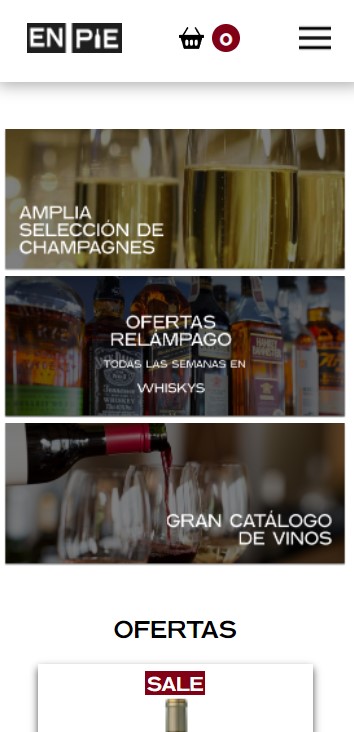 EN PIE
0
AMPLIA
SELECCIÓN DE
CHAMPAGNES
OFERTAS
RELÁMPAGO
TODAS LAS SEMANAS EN
WHISKYS
GRAN CATÁLOGO
DE VINOS
OFERTAS
SALE